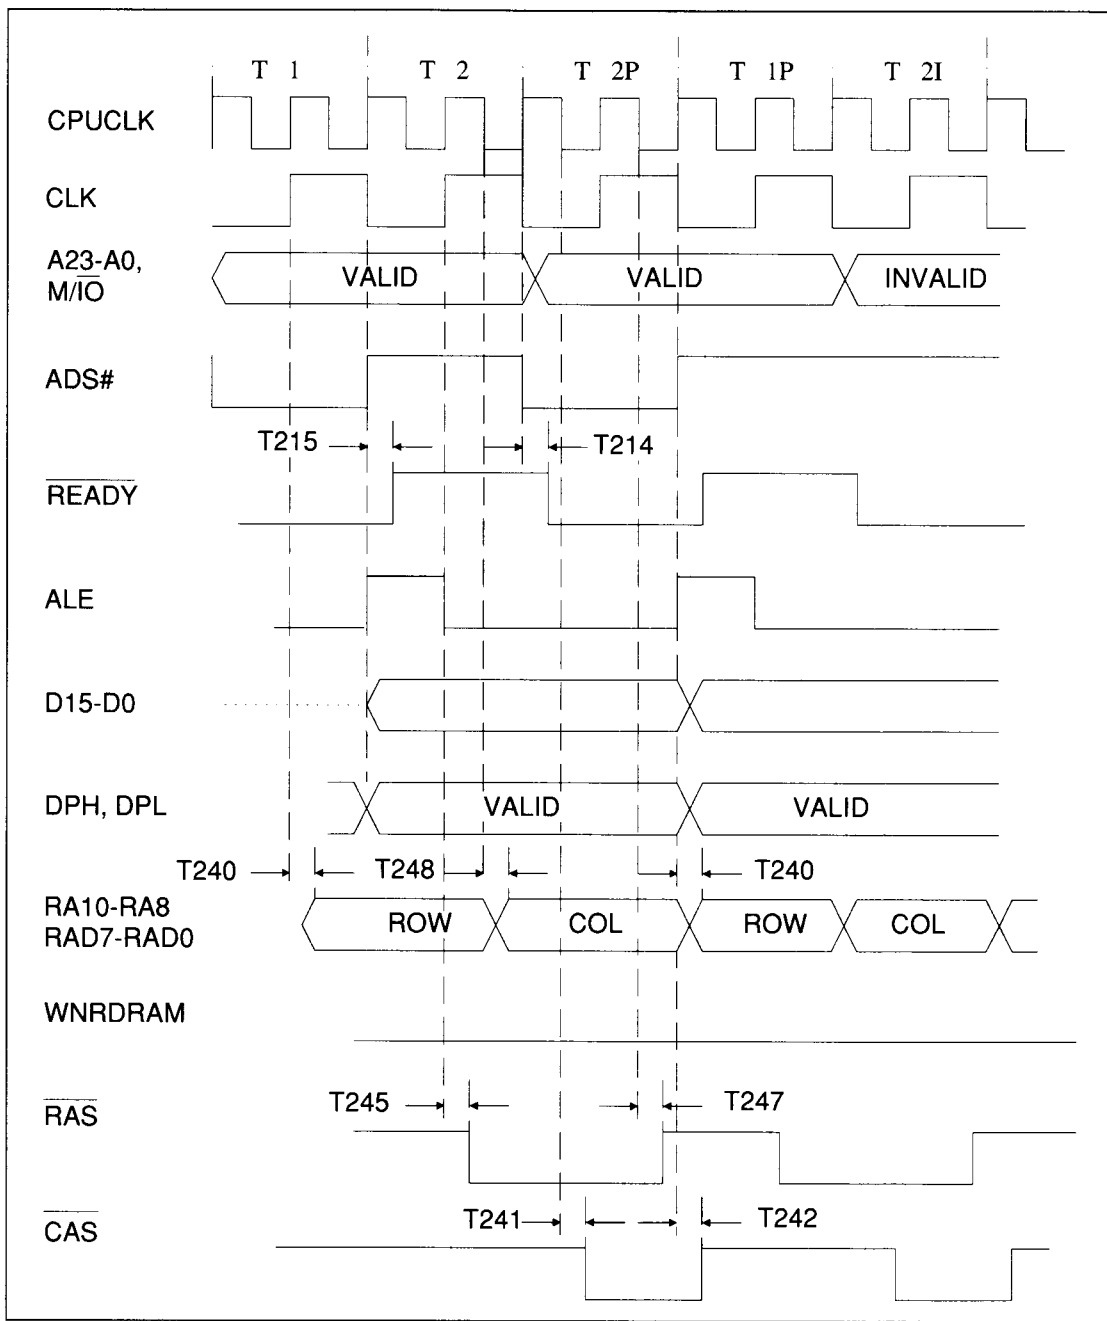 T 1 T 2 T 2P T 1P T 2I
CPUCLK
CLK
A23-A0,
M/IO
VALID VALID INVALID
ADS#
T215 T214
READY
ALE
D15-D0
DPH, DPL VALID VALID
T240 T248 T240
RA10-RA8
RAD7-RAD0
ROW COL ROW COL
WNRDRAM
RAS
T245 T247
CAS
T241 T242